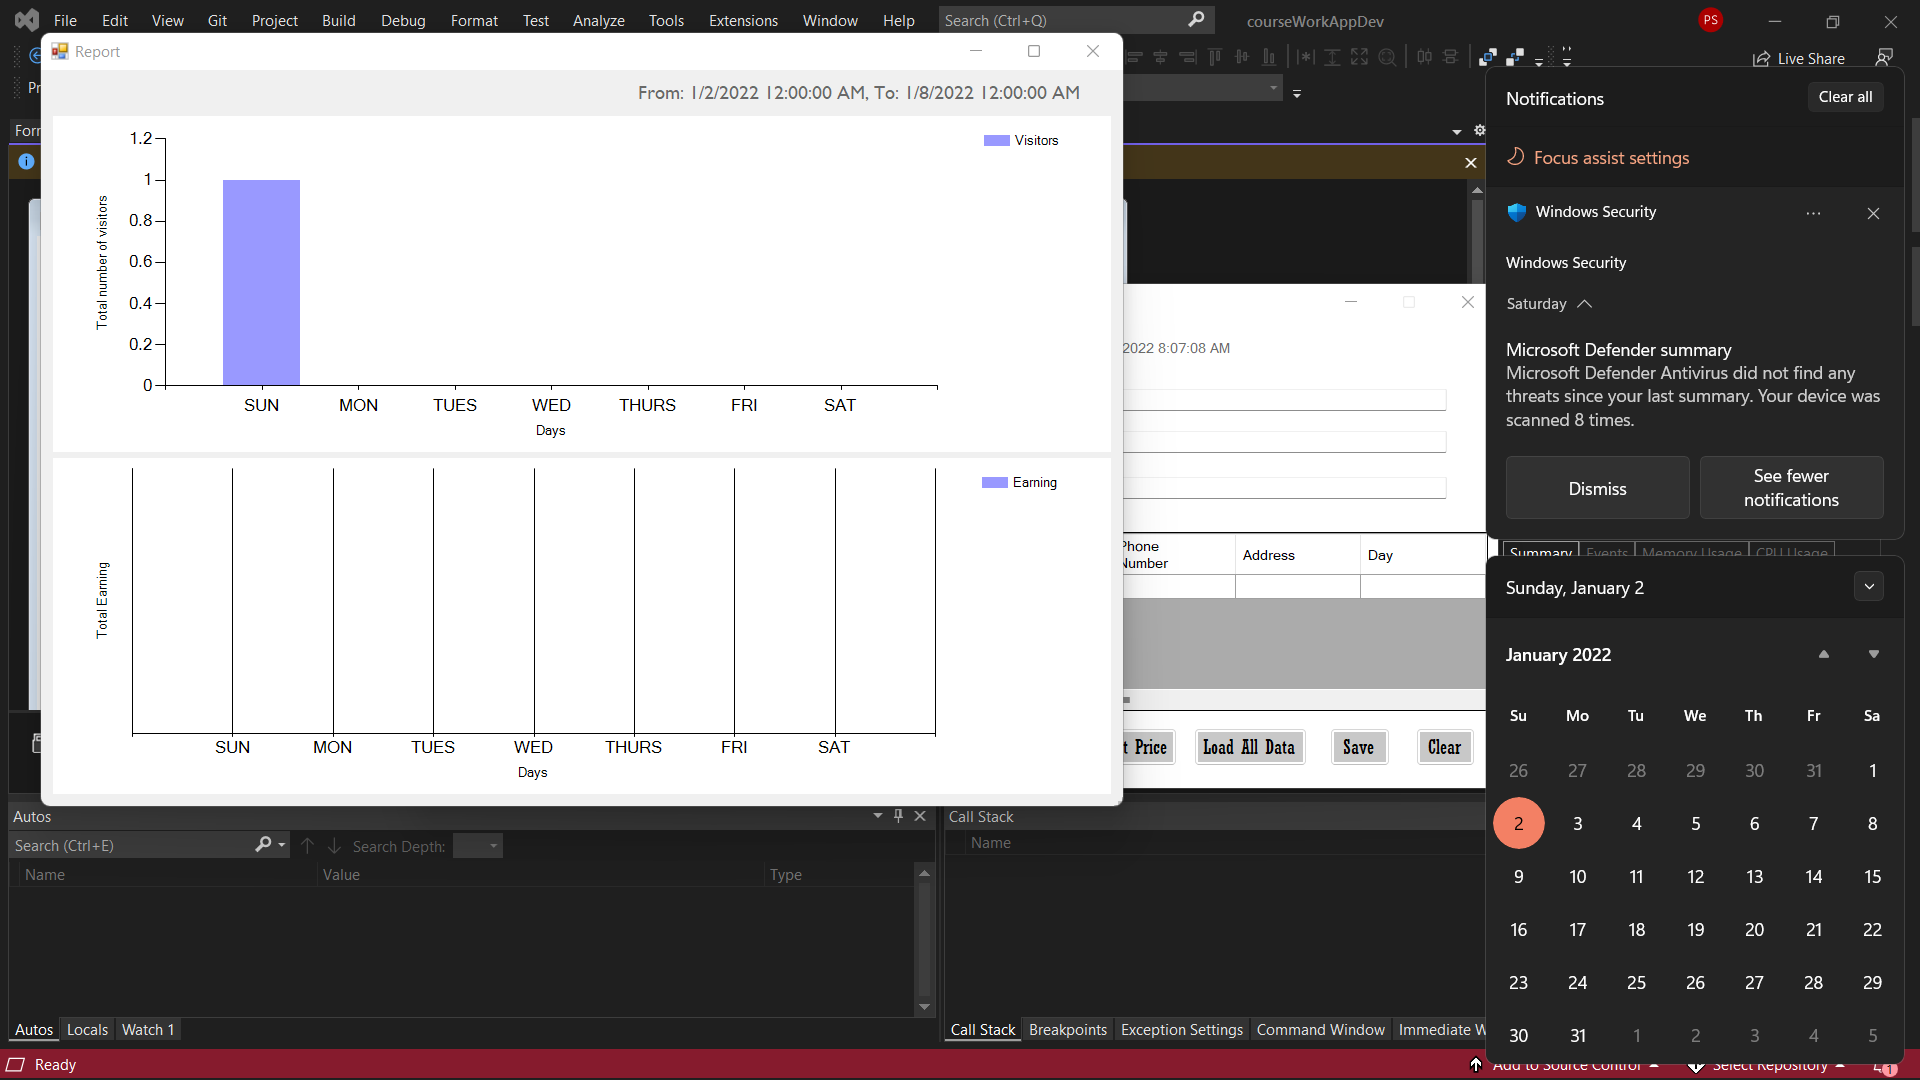 File Edit View Git Project Build Debug Format Test Analyze Tools Extensions Window Help Search (Ctrl+Q) courseWorkAppDev PS
Live Share
Report
From: 1/2/2022 12:00:00 AM, To: 1/8/2022 12:00:00 AM
Total number of visitors
1.2
1
0.8
0.6
0.4
0.2
0
SUN MON TUES WED THURS FRI SAT
Days
Visitors
Total Earning
SUN MON TUES WED THURS FRI SAT
Days
Earning
2022 8:07:08 AM
Address Day
Load All Data Save Clear
Price
Notifications Clear all
Focus assist settings
Windows Security
Windows Security
Saturday
Microsoft Defender summary
Microsoft Defender Antivirus did not find any
threats since your last summary. Your device was
scanned 8 times.
Dismiss
See fewer
notifications
Summary Events Memory Usage CPU Usage
Sunday, January 2
January 2022
Su Mo Tu We Th Fr Sa
26 27 28 29 30 31 1
2 3 4 5 6 7 8
9 10 11 12 13 14 15
16 17 18 19 20 21 22
23 24 25 26 27 28 29
30 31 1 2 3 4 5
Autos
Search (Ctrl+E) Search Depth:
Name Value Type
Autos Locals Watch 1
Call Stack
Name
Call Stack Breakpoints Exception Settings Command Window Immediate W
Ready
Add to Source Control Select Repository 1